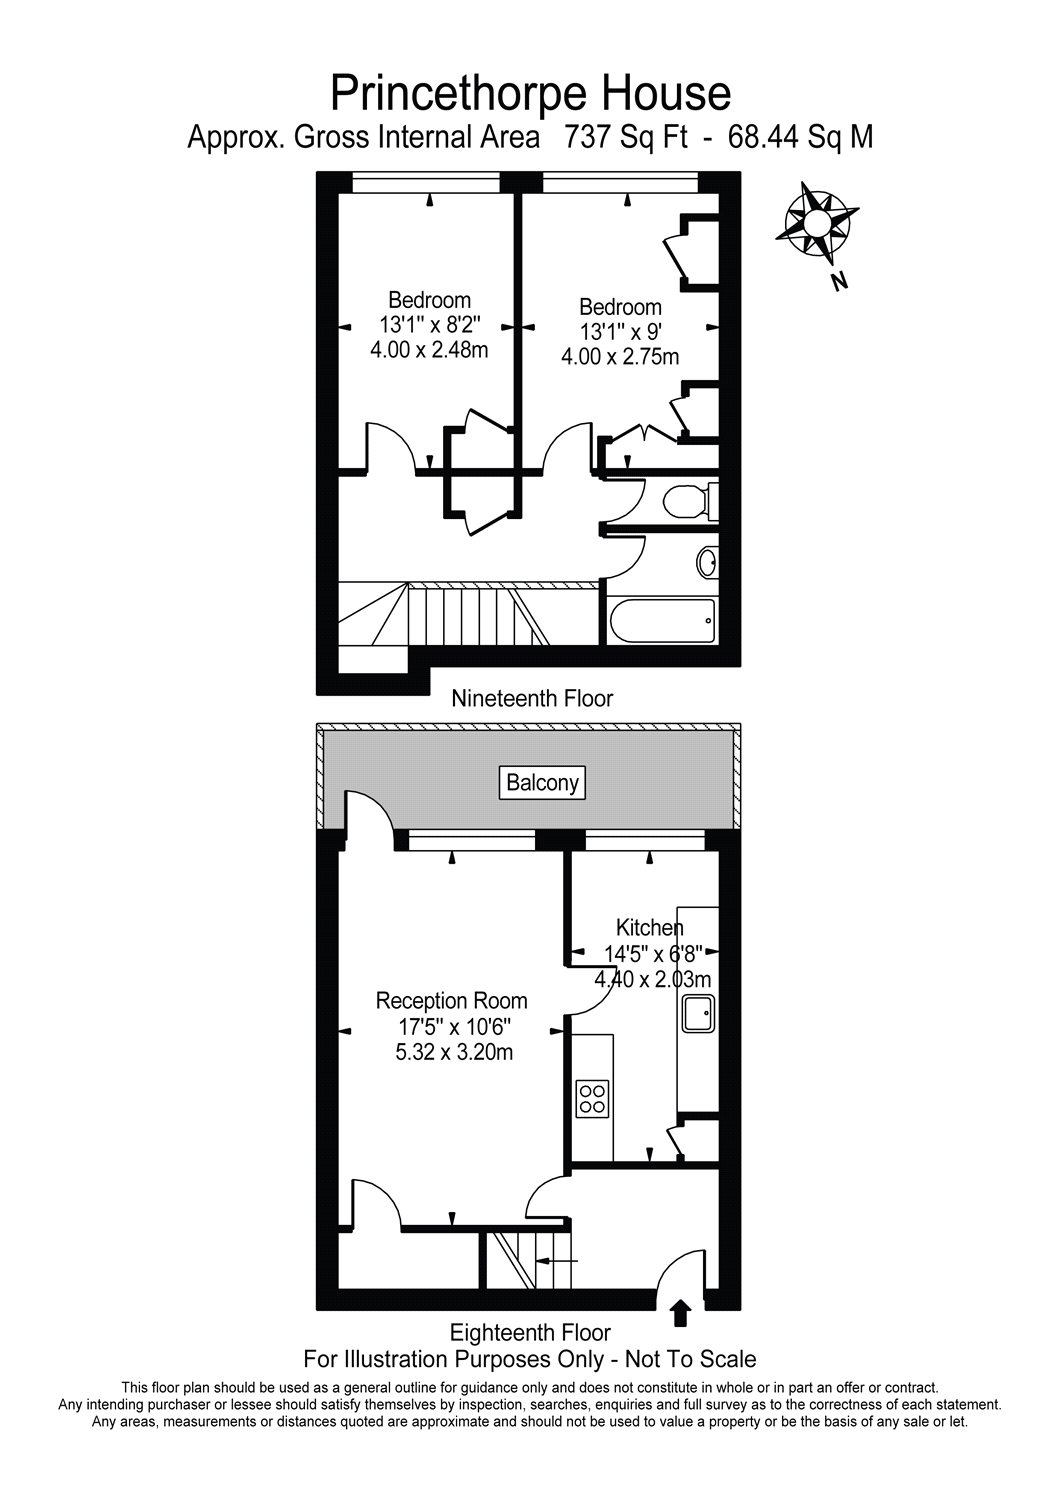 Princethorpe House
Approx. Gross Internal Area   737 Sq Ft  -  68.44 Sq M
N
Bedroom
13'1" x 8'2"
4.00 x 2.48m
Bedroom
13'1" x 9'
4.00 x 2.75m
Nineteenth Floor
Balcony
Kitchen
14'5" x 6'8"
4.40 x 2.03m
Reception Room
17'5" x 10'6"
5.32 x 3.20m
Eighteenth Floor
For Illustration Purposes Only - Not To Scale
This floor plan should be used as a general outline for guidance only and does not constitute in whole or in part an offer or contract.
Any intending purchaser or lessee should satisfy themselves by inspection, searches, enquiries and full survey as to the correctness of each statement.
Any areas, measurements or distances quoted are approximate and should not be used to value a property or be the basis of any sale or let.